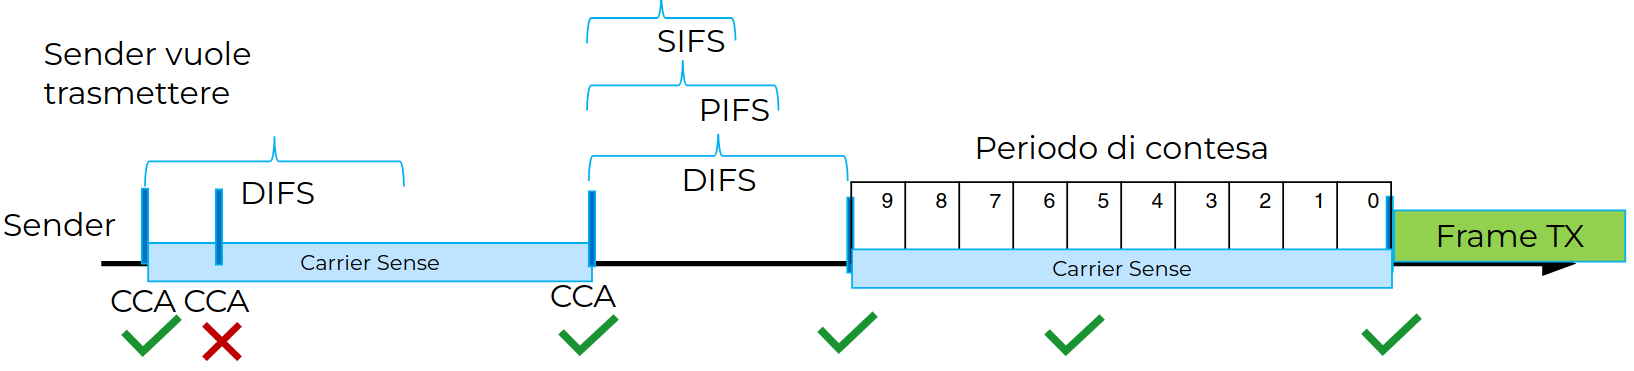 SIFS
Sender vuole
trasmettere
PIFS
Periodo di contesa
DIFS
DIFS
9 8 7 6 5 4 3 2 1 0
Sender
Frame TX
Carrier Sense
Carrier Sense
CCA CCA
CCA